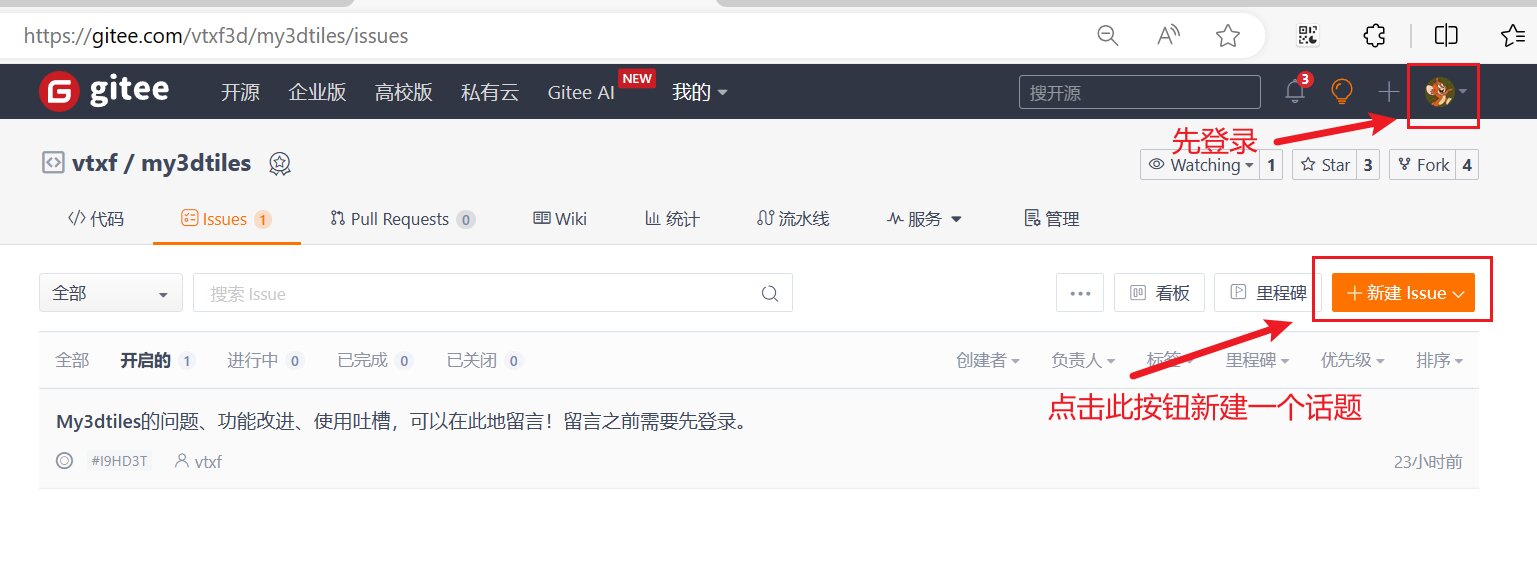 https://gitee.com/vtxf3d/my3dtiles/issues
gitee 开源 企业版 高校版 私有云 Gitee AI NEW 我的 搜开源 3
先登录
vtxf / my3dtiles Watching 1 Star 3 Fork 4
代码 Issues 1 Pull Requests 0 Wiki 统计 流水线 服务 管理
全部 搜索 Issue ... 看板 里程碑 + 新建 Issue
全部 开启的 1 进行中 0 已完成 0 已关闭 0 创建者 负责人 标签 里程碑 优先级 排序
点击此按钮新建一个话题
My3dtiles的问题、功能改进、使用吐槽，可以在此地留言！留言之前需要先登录。
#I9HD3T vtxf 23小时前